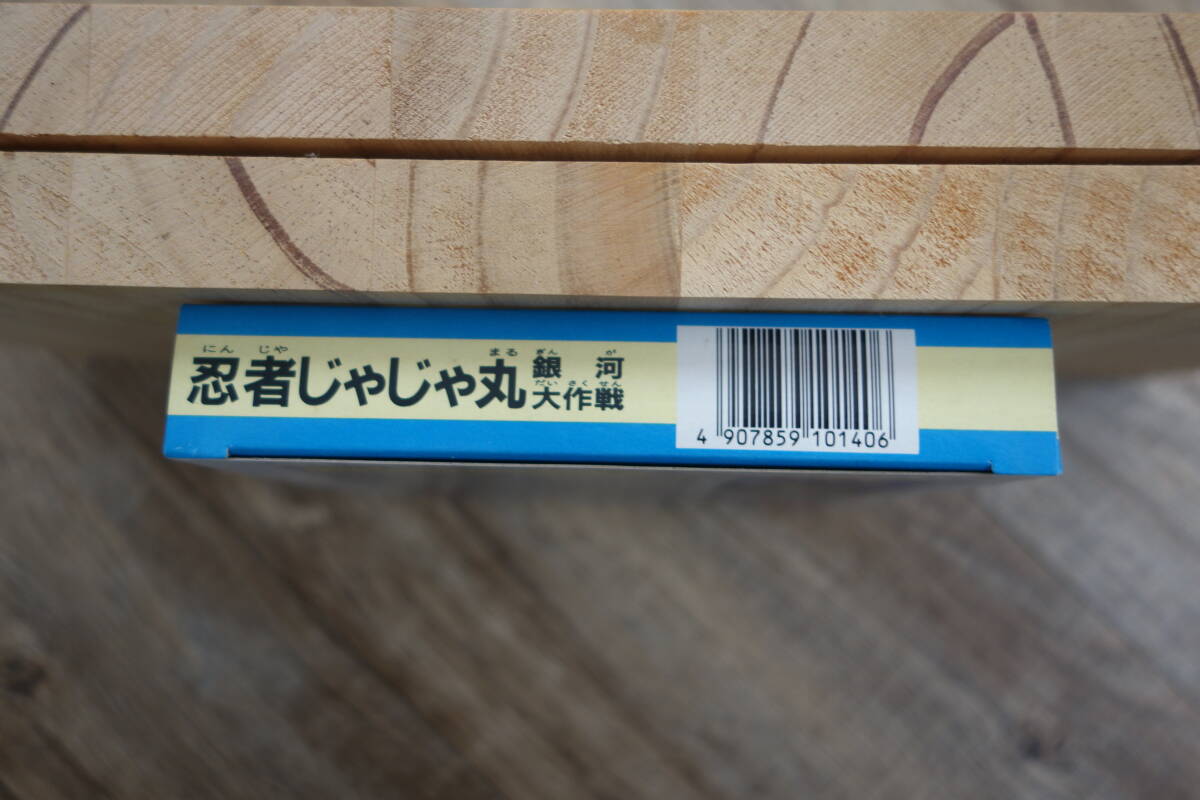 にんじや まる
忍者じゃじゃ丸
ぎん が
銀河
だい さく せん
大作戦
4 907859 101406